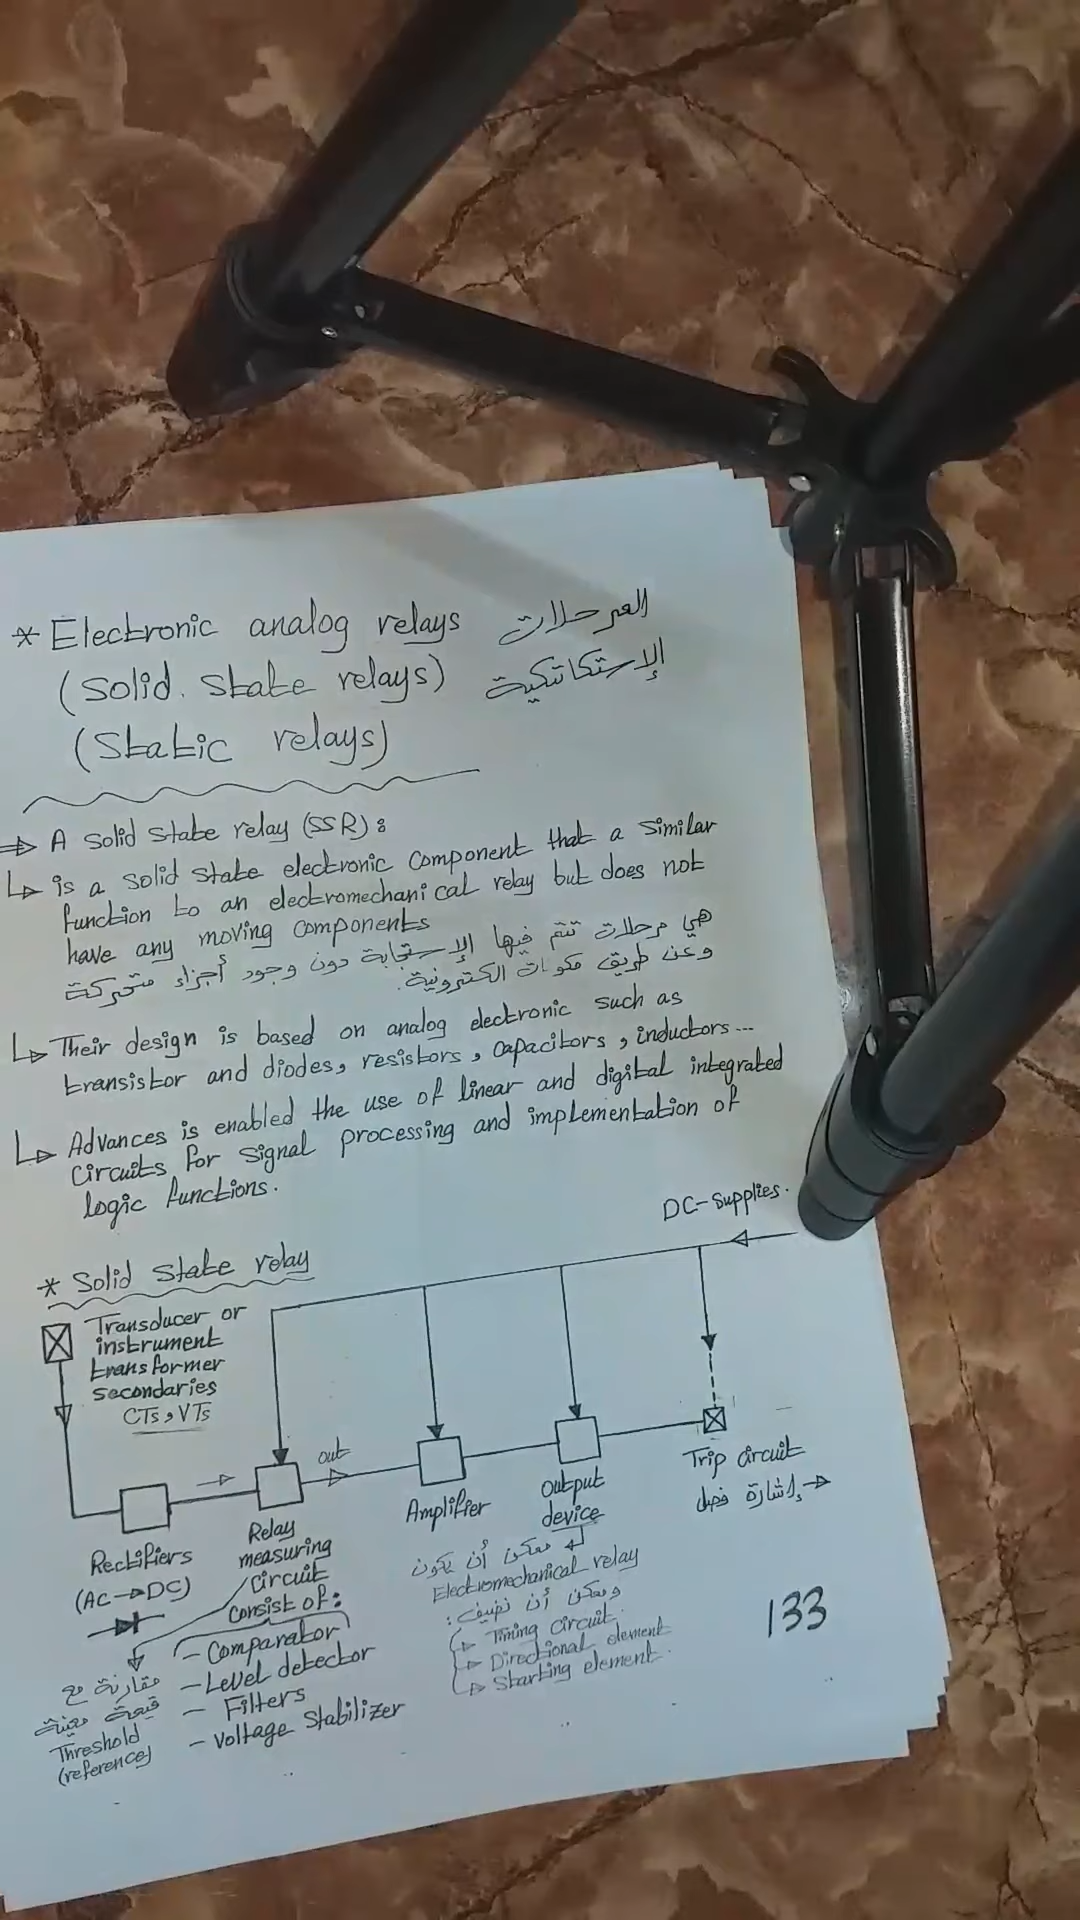 * Electronic analog relays المرحلات
(Solid. State relays) الإستكاتيكية
(Static relays)
⇒ A Solid State relay (SSR):
↳ is a Solid State electronic Component that a Similar
function to an electromechanical relay but does not
have any moving Components
هي مرحلات تتم فيها الإستجابة دون وجود أجزاء متحركة
وعن طريق مكونات الكترونية.
↳ Their design is based on analog electronic such as
transistor and diodes, resistors, Capacitors, inductors...
↳ Advances is enabled the use of linear and digital integrated
Circuits for Signal processing and implementation of
logic functions.
DC-Supplies.
* Solid State relay
Transducer or
instrument
transformer
Secondaries
CTs, VTs
out
Rectifiers
(AC→DC)
Relay
measuring
Circuit
Consist of:
- Comparator
- Level detector
- Filters
- Voltage Stabilizer
مقارنة مع
قيمة معينة
Threshold
(reference)
Amplifier
Output
device
↳ ممكن أن يكون
Electromechanical relay
وممكن أن نضيف:
↳ Timing Circuit.
↳ Directional element
↳ Starting element.
Trip Circuit
إشارة فصل
133